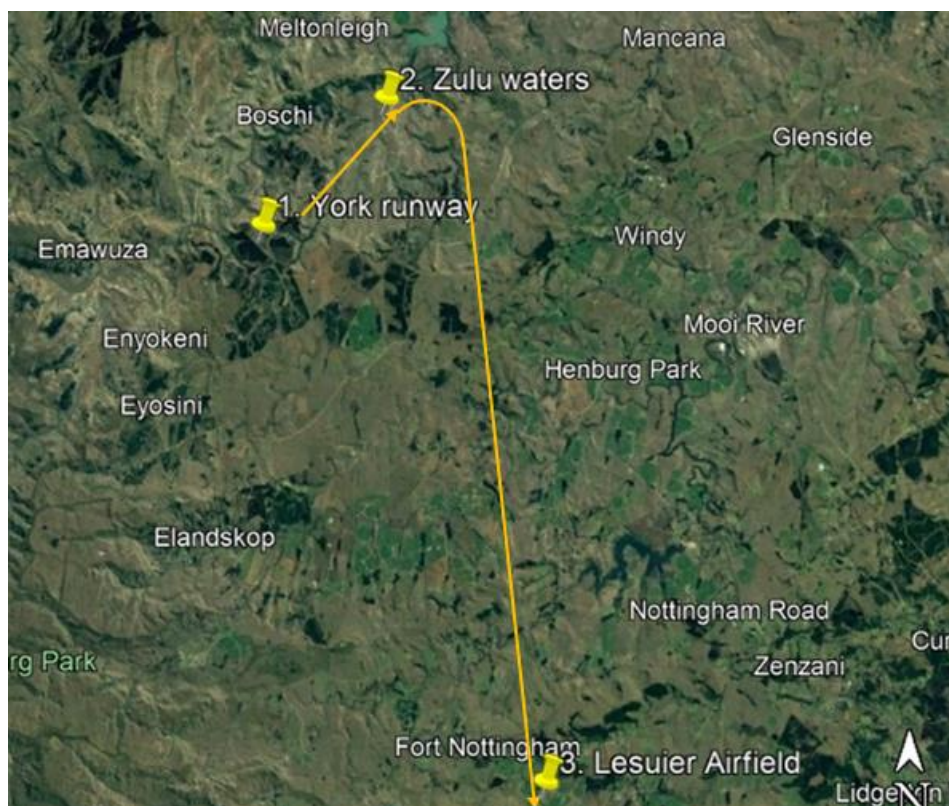 Meltonleigh
Mancana
2. Zulu waters
Boschi
Glenside
1. York runway
Windy
Emawuza
Mooi River
Enyokeni
Henburg Park
Eyosini
Elandskop
Nottingham Road
Cur
rg Park
Zenzani
Fort Nottingham
3. Lesuier Airfield
N